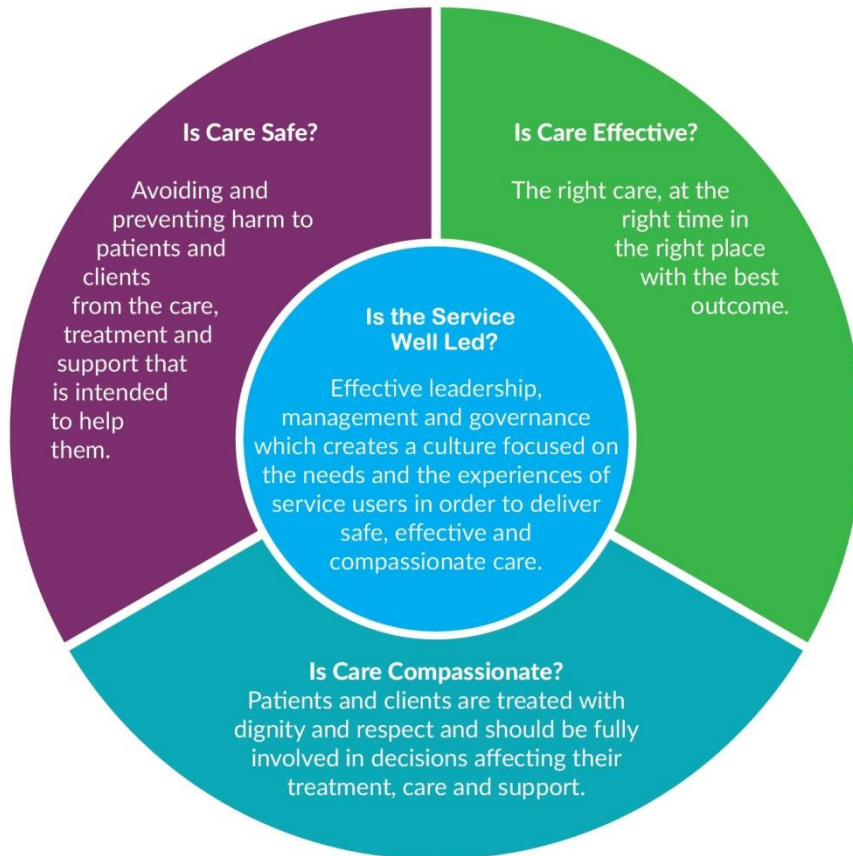 Is Care Safe?
Avoiding and
preventing harm to
patients and
clients
from the care,
treatment and
support that
is intended
to help
them.
Is Care Effective?
The right care, at the
right time in
the right place
with the best
outcome.
Is the Service
Well Led?
Effective leadership,
management and governance
which creates a culture focused on
the needs and the experiences of
service users in order to deliver
safe, effective and
compassionate care.
Is Care Compassionate?
Patients and clients are treated with
dignity and respect and should be fully
involved in decisions affecting their
treatment, care and support.